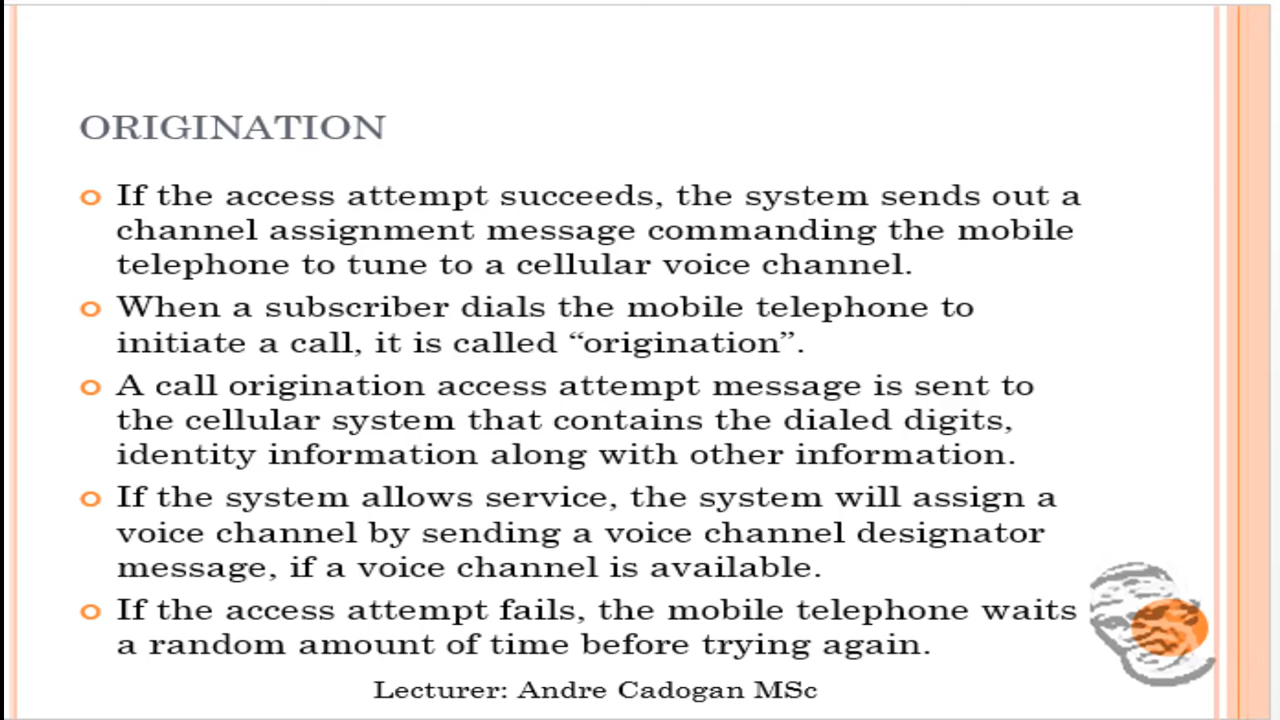 ORIGINATION
If the access attempt succeeds, the system sends out a
channel assignment message commanding the mobile
telephone to tune to a cellular voice channel.
When a subscriber dials the mobile telephone to
initiate a call, it is called “origination”.
A call origination access attempt message is sent to
the cellular system that contains the dialed digits,
identity information along with other information.
If the system allows service, the system will assign a
voice channel by sending a voice channel designator
message, if a voice channel is available.
If the access attempt fails, the mobile telephone waits
a random amount of time before trying again.
Lecturer: Andre Cadogan MSc